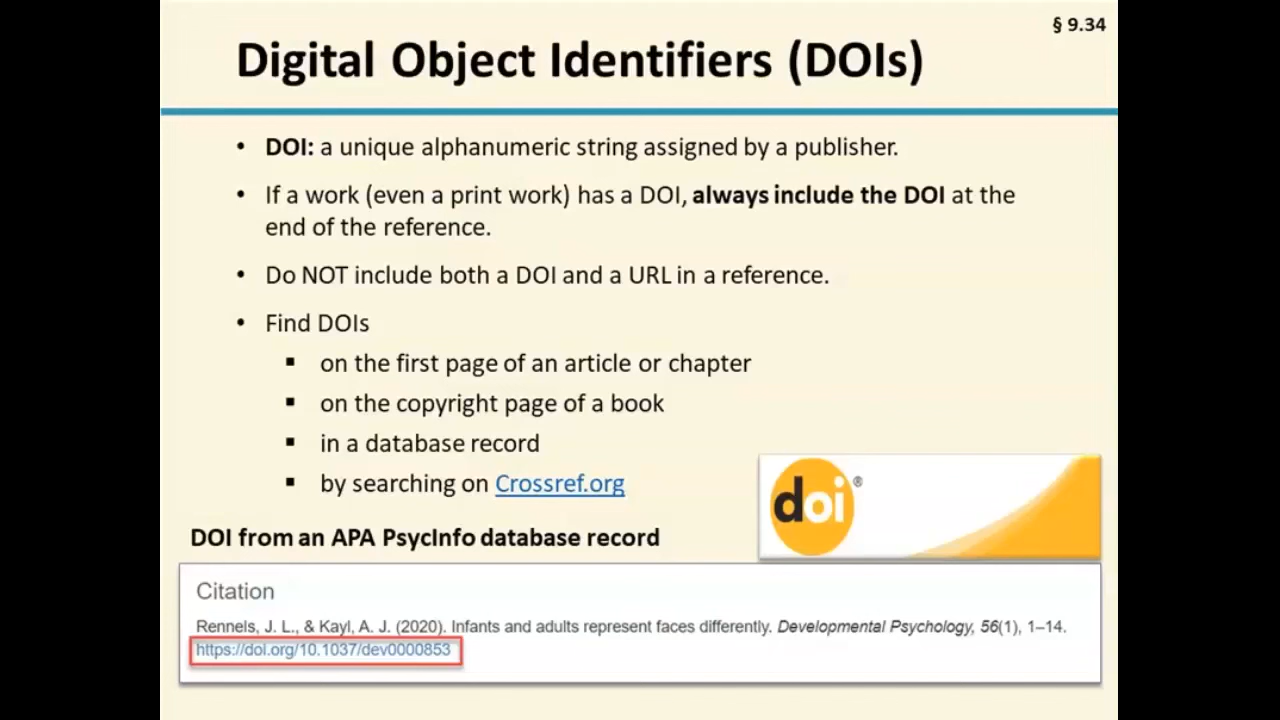 § 9.34
Digital Object Identifiers (DOIs)
• DOI: a unique alphanumeric string assigned by a publisher.
• If a work (even a print work) has a DOI, always include the DOI at the
end of the reference.
• Do NOT include both a DOI and a URL in a reference.
• Find DOIs
▪ on the first page of an article or chapter
▪ on the copyright page of a book
▪ in a database record
▪ by searching on Crossref.org
doi®
DOI from an APA PsycInfo database record
Citation
Rennels, J. L., & Kayl, A. J. (2020). Infants and adults represent faces differently. Developmental Psychology, 56(1), 1–14.
https://doi.org/10.1037/dev0000853